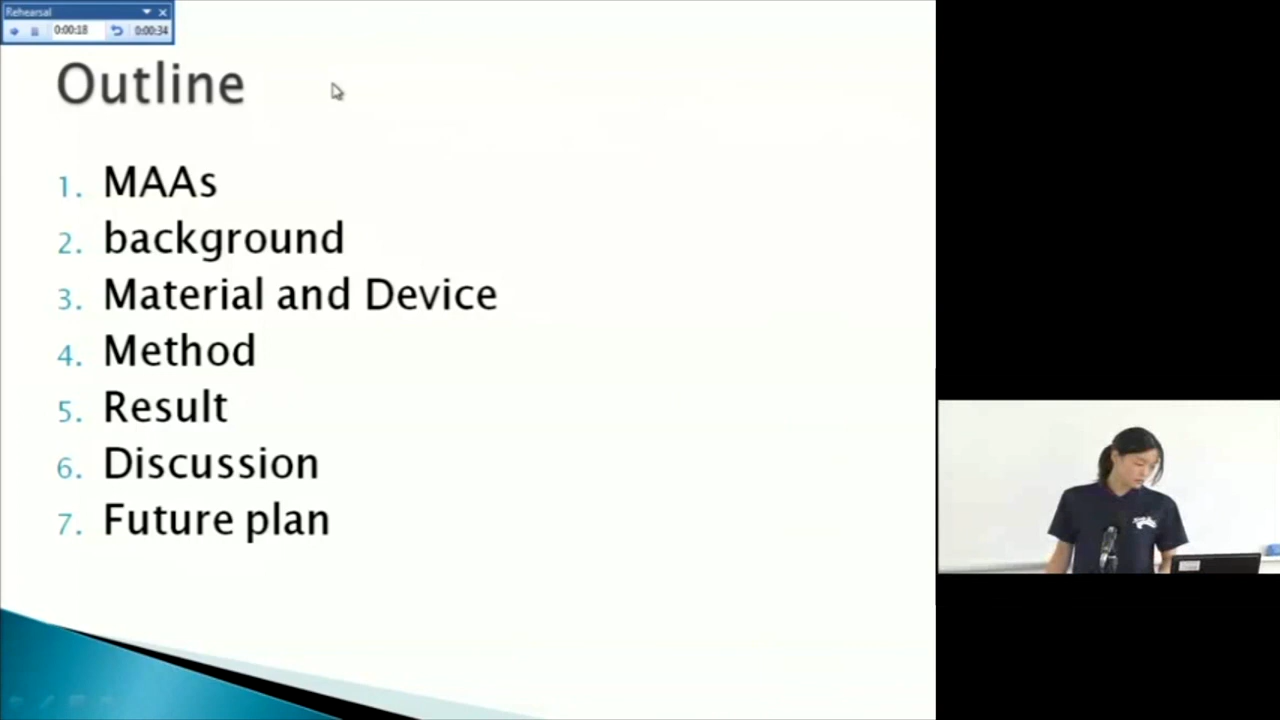 Rehearsal
0:00:18 0:00:34
Outline
1. MAAs
2. background
3. Material and Device
4. Method
5. Result
6. Discussion
7. Future plan